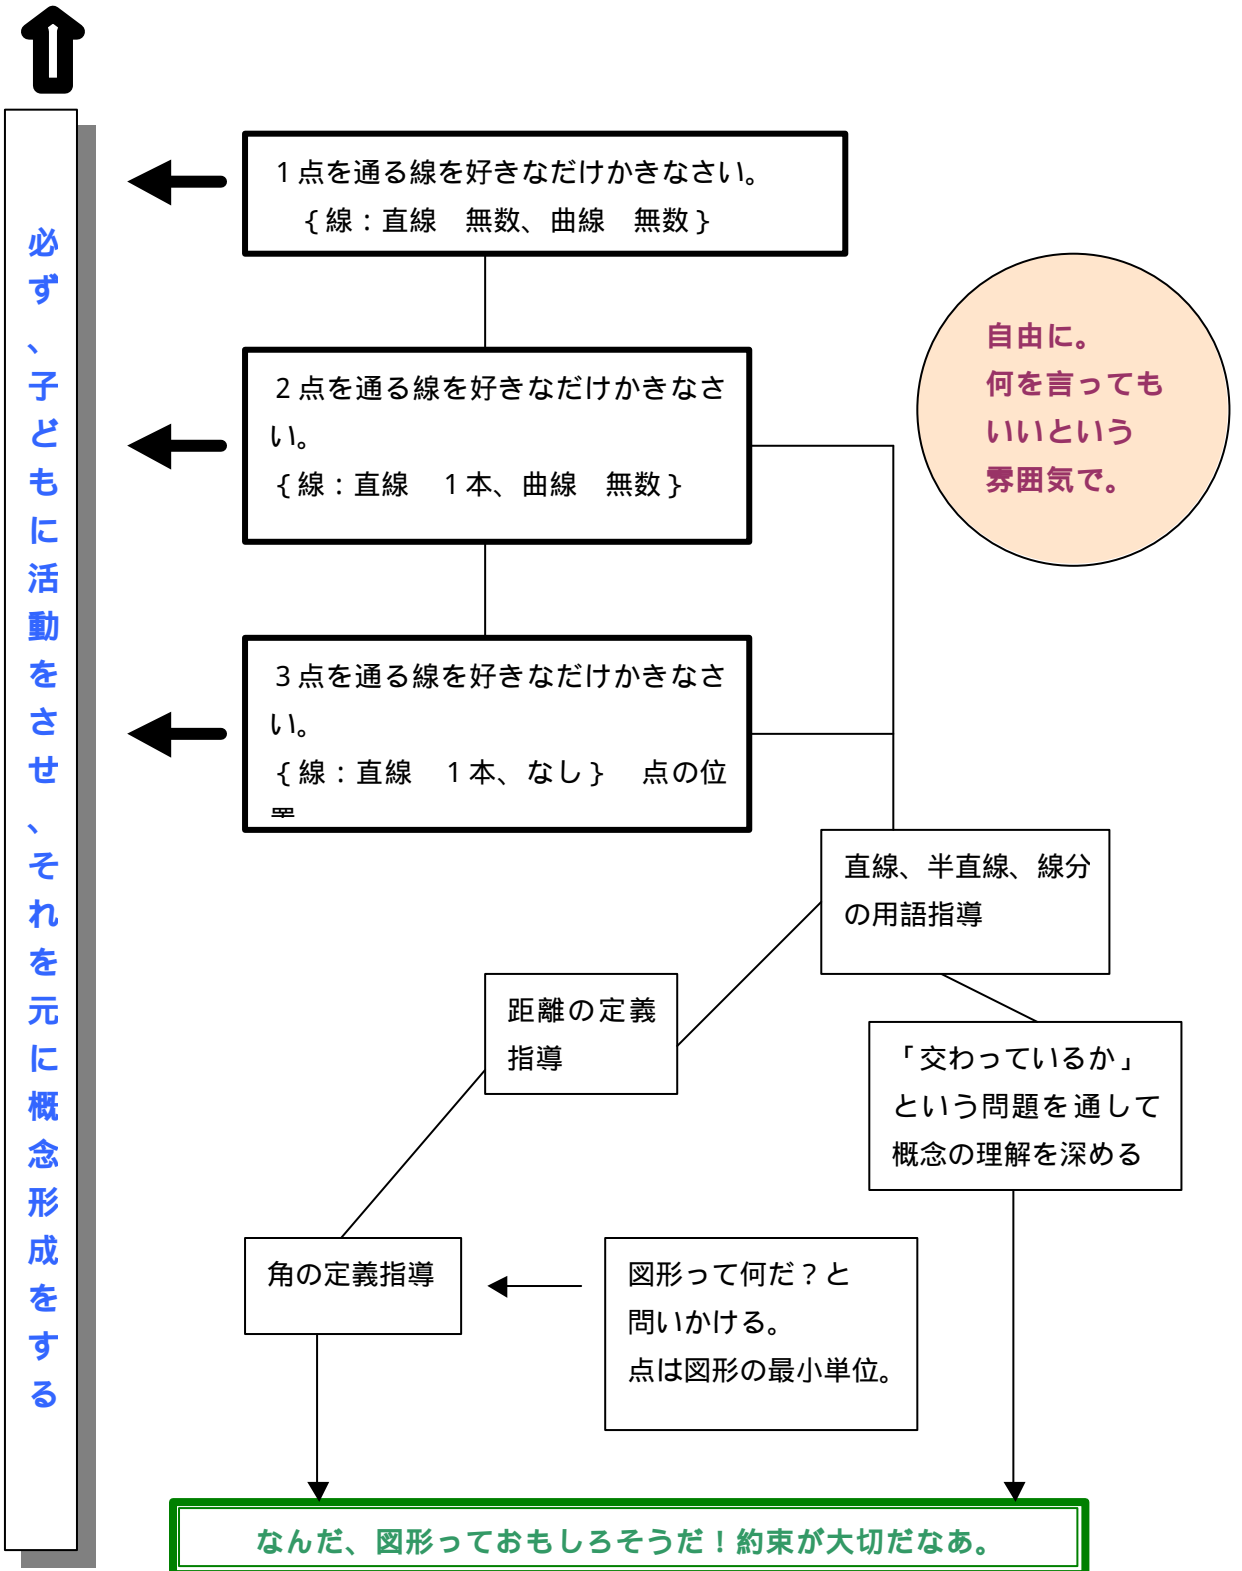 必ず、子どもに活動をさせ、それを元に概念形成をする
1点を通る線を好きなだけかきなさい。
{線:直線　無数、曲線　無数}
2点を通る線を好きなだけかきなさ
い。
{線:直線　1本、曲線　無数}
自由に。
何を言っても
いいという
雰囲気で。
3点を通る線を好きなだけかきなさ
い。
{線:直線　1本、なし}　点の位
直線、半直線、線分
の用語指導
距離の定義
指導
「交わっているか」
という問題を通して
概念の理解を深める
角の定義指導
図形って何だ?と
問いかける。
点は図形の最小単位。
なんだ、図形っておもしろそうだ!約束が大切だなあ。